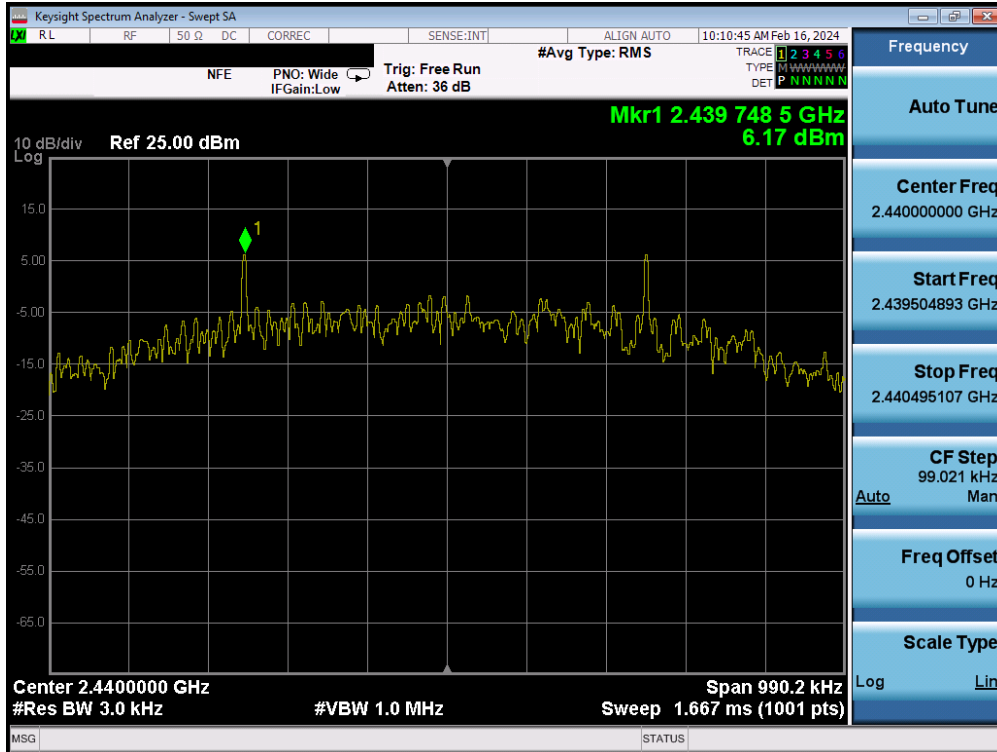 Keysight Spectrum Analyzer - Swept SA
LXI RL RF 50 Ω DC CORREC SENSE:INT ALIGN AUTO 10:10:45 AM Feb 16, 2024
#Avg Type: RMS TRACE 1 2 3 4 5 6
NFE PNO: Wide Trig: Free Run TYPE M WWWWW
IFGain:Low Atten: 36 dB DET P N N N N N
Mkr1 2.439 748 5 GHz
6.17 dBm
10 dB/div Ref 25.00 dBm
Log
15.0
1
5.00
-5.00
-15.0
-25.0
-35.0
-45.0
-55.0
-65.0
Center 2.4400000 GHz Span 990.2 kHz
#Res BW 3.0 kHz #VBW 1.0 MHz Sweep 1.667 ms (1001 pts)
MSG STATUS
Frequency
Auto Tune
Center Freq
2.440000000 GHz
Start Freq
2.439504893 GHz
Stop Freq
2.440495107 GHz
CF Step
99.021 kHz
Auto Man
Freq Offset
0 Hz
Scale Type
Log Lin